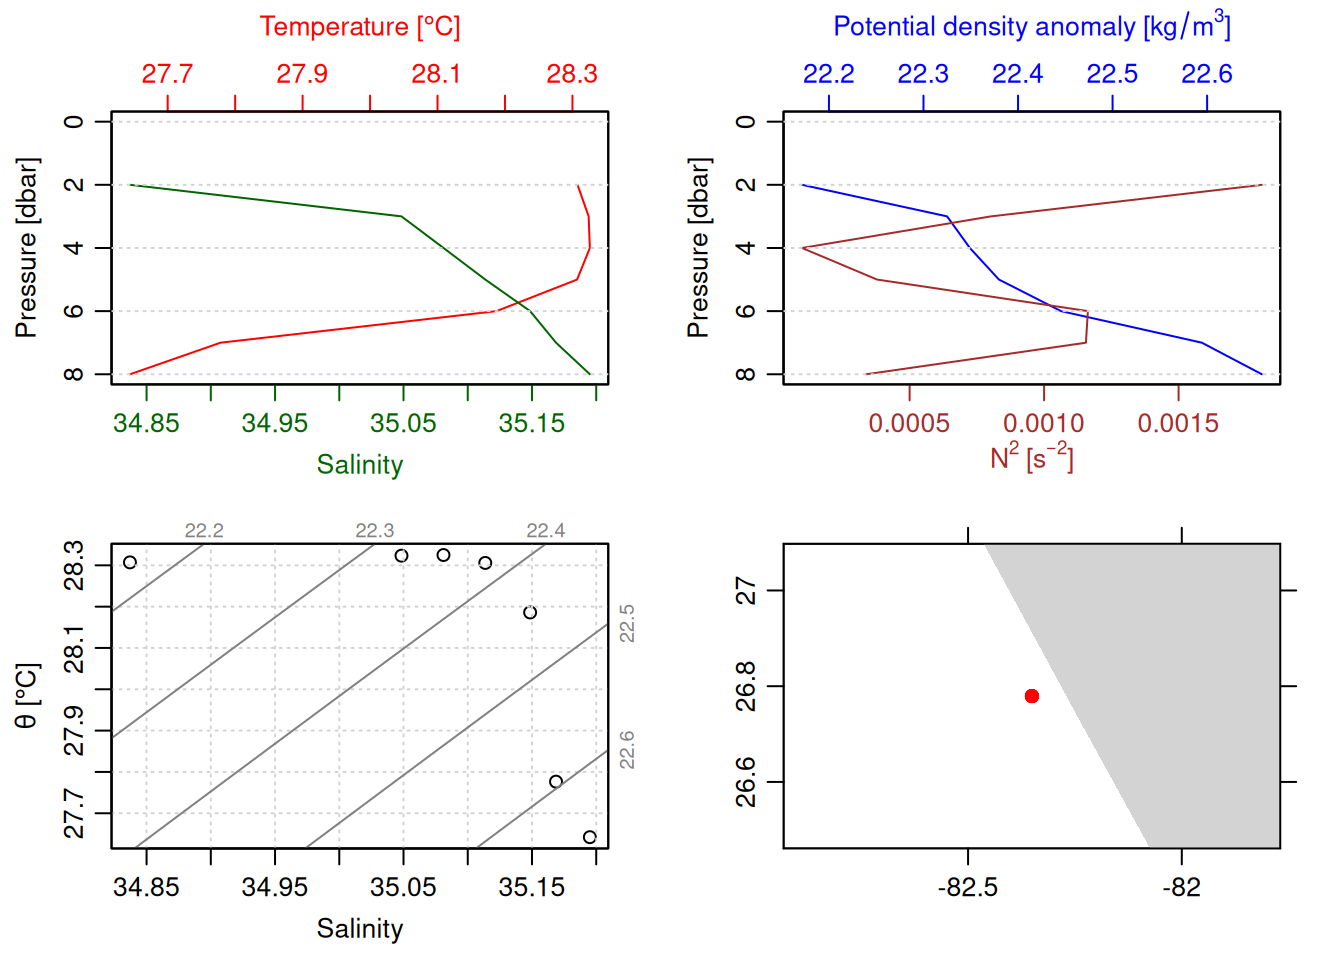 Temperature [°C]
27.7 27.9 28.1 28.3
Pressure [dbar]
0
2
4
6
8
34.85 34.95 35.05 35.15
Salinity
Potential density anomaly [kg/m³]
22.2 22.3 22.4 22.5 22.6
Pressure [dbar]
0
2
4
6
8
0.0005 0.0010 0.0015
N² [s⁻²]
22.2 22.3 22.4
22.5
22.6
θ [°C]
28.3
28.1
27.9
27.7
34.85 34.95 35.05 35.15
Salinity
27
26.8
26.6
-82.5 -82